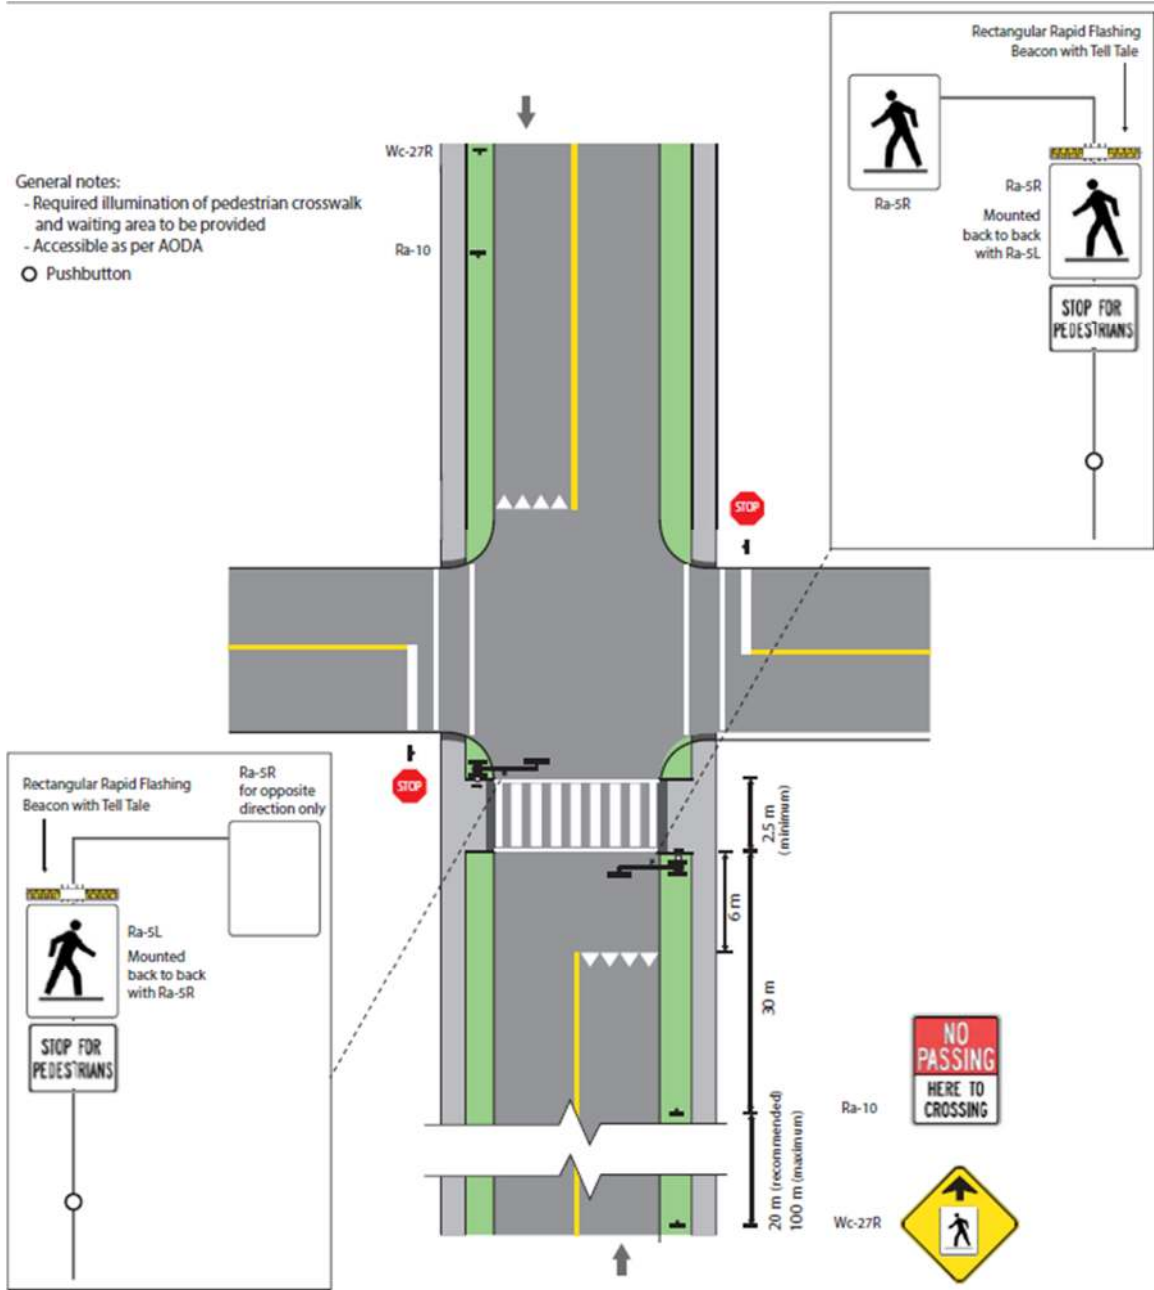 Rectangular Rapid Flashing
Beacon with Tell Tale
Ra-5R
Ra-5R
Mounted
back to back
with Ra-5L
STOP FOR
PEDESTRIANS
Wc-27R
General notes:
- Required illumination of pedestrian crosswalk
and waiting area to be provided
- Accessible as per AODA
Pushbutton
Ra-10
STOP
STOP
Rectangular Rapid Flashing
Beacon with Tell Tale
Ra-5R
for opposite
direction only
Ra-5L
Mounted
back to back
with Ra-5R
STOP FOR
PEDESTRIANS
2.5 m
(minimum)
6 m
30 m
20 m (recommended)
100 m (maximum)
Ra-10
NO
PASSING
HERE TO
CROSSING
Wc-27R